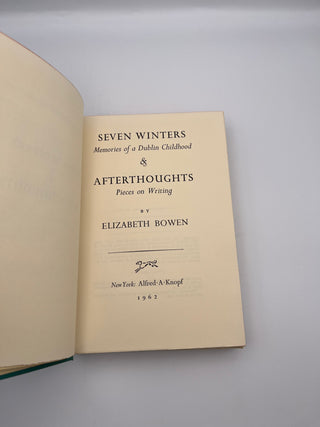 SEVEN WINTERS
Memories of a Dublin Childhood
&
AFTERTHOUGHTS
Pieces on Writing
BY
ELIZABETH BOWEN
New York: Alfred·A·Knopf
1962